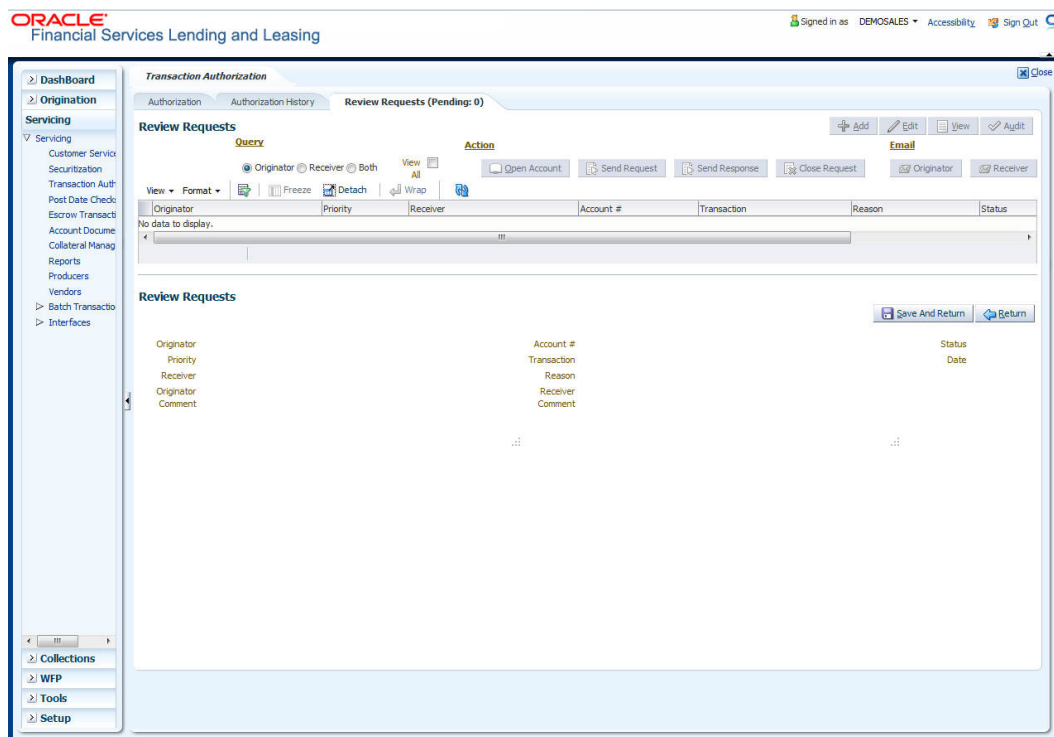 ORACLE
Financial Services Lending and Leasing
Signed in as DEMOSALES Accessibility Sign Out
Close
DashBoard
Origination
Servicing
Servicing
Customer Service
Securitization
Transaction Auth
Post Date Checks
Escrow Transacti
Account Docume
Collateral Manag
Reports
Producers
Vendors
Batch Transactio
Interfaces
Collections
WFP
Tools
Setup
Transaction Authorization
Authorization Authorization History Review Requests (Pending: 0)
Review Requests
Add Edit View Audit
Query Action Email
Originator Receiver Both View All Open Account Send Request Send Response Close Request Originator Receiver
View Format Freeze Detach Wrap
Originator Priority Receiver Account # Transaction Reason Status
No data to display.
Review Requests
Save And Return Return
Originator Account # Status
Priority Transaction Date
Receiver Reason
Originator Comment Receiver Comment